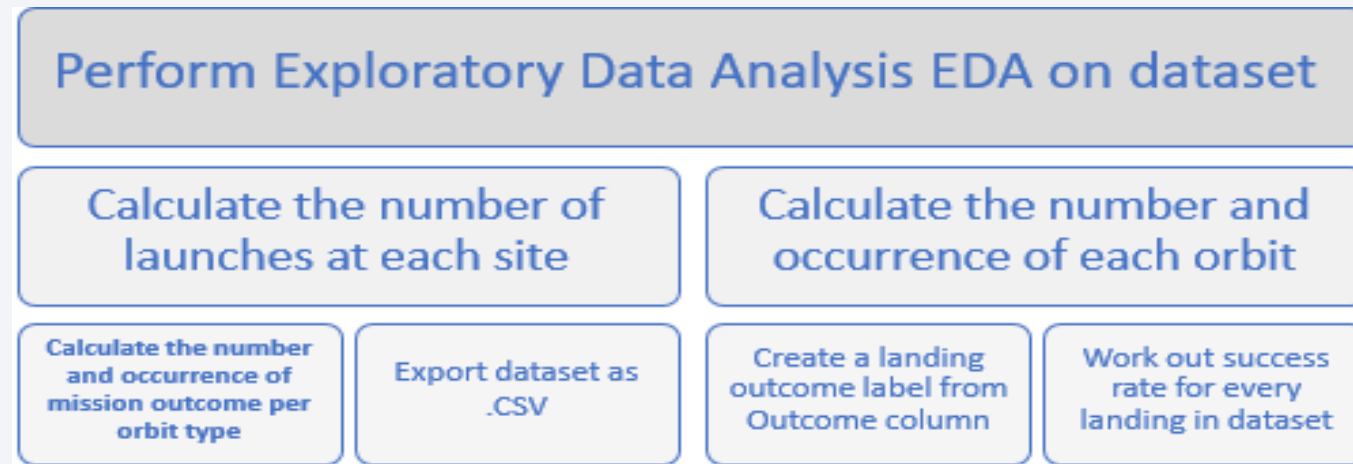 Perform Exploratory Data Analysis EDA on dataset
Calculate the number of
launches at each site
Calculate the number and
occurrence of each orbit
Calculate the number
and occurrence of
mission outcome per
orbit type
Export dataset as
.CSV
Create a landing
outcome label from
Outcome column
Work out success
rate for every
landing in dataset